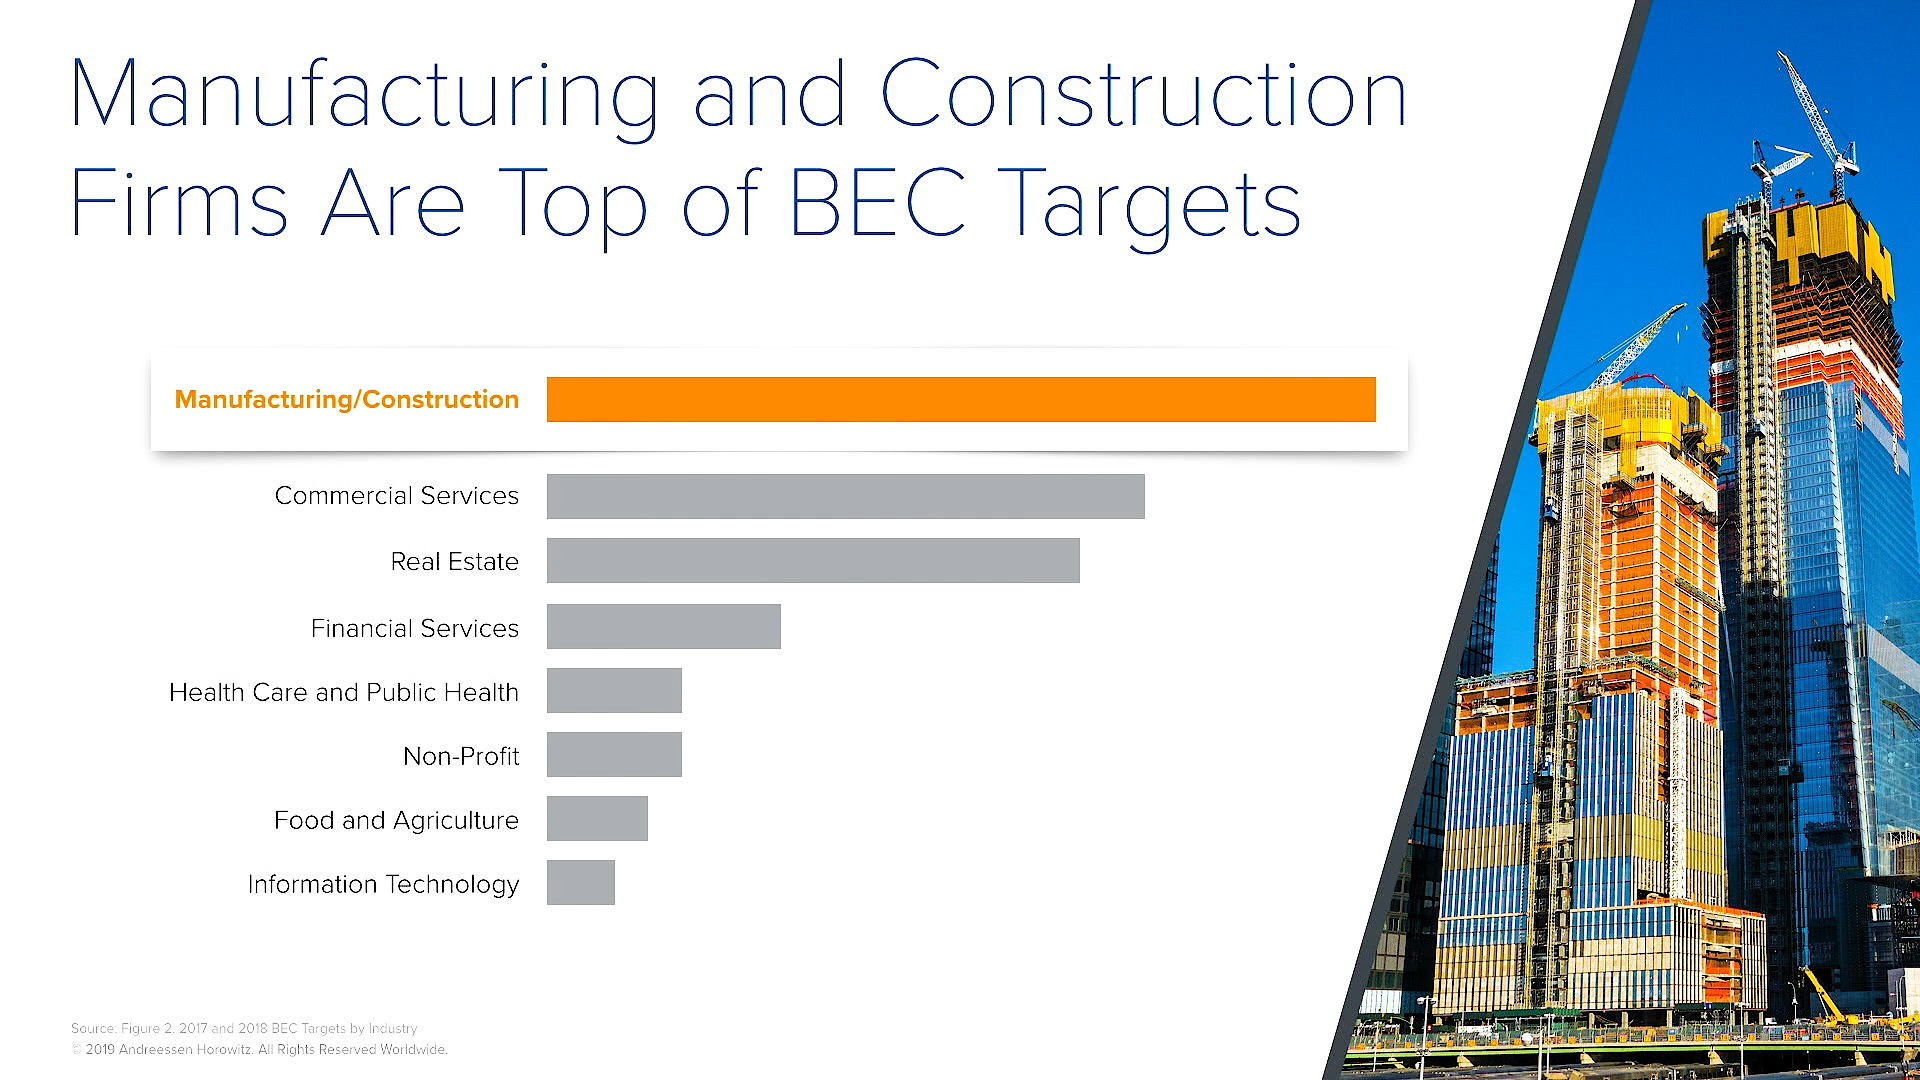 Manufacturing and Construction
Firms Are Top of BEC Targets
Manufacturing/Construction
Commercial Services
Real Estate
Financial Services
Health Care and Public Health
Non-Profit
Food and Agriculture
Information Technology
Source: Figure 2. 2017 and 2018 BEC Targets by Industry
© 2019 Andreessen Horowitz. All Rights Reserved Worldwide.